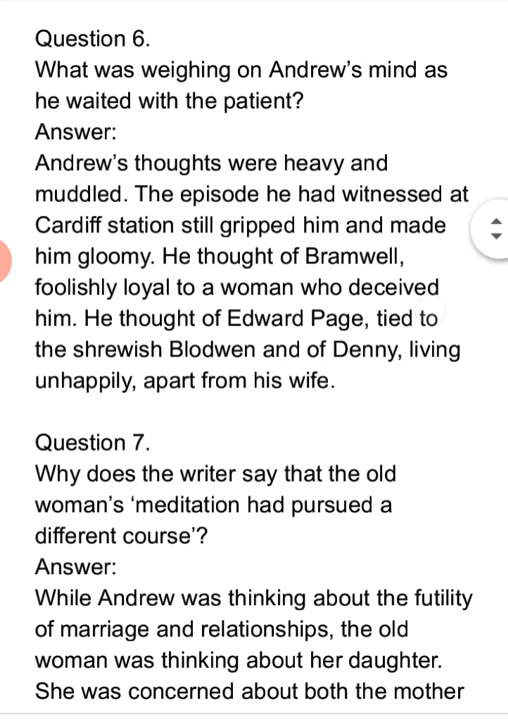 Question 6.
What was weighing on Andrew’s mind as
he waited with the patient?
Answer:
Andrew’s thoughts were heavy and
muddled. The episode he had witnessed at
Cardiff station still gripped him and made
him gloomy. He thought of Bramwell,
foolishly loyal to a woman who deceived
him. He thought of Edward Page, tied to
the shrewish Blodwen and of Denny, living
unhappily, apart from his wife.
Question 7.
Why does the writer say that the old
woman’s ‘meditation had pursued a
different course’?
Answer:
While Andrew was thinking about the futility
of marriage and relationships, the old
woman was thinking about her daughter.
She was concerned about both the mother